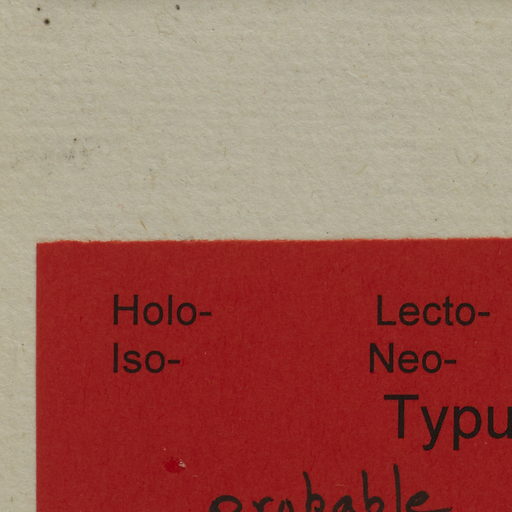 Holo- Lecto-
Iso- Neo-
Typu
probable